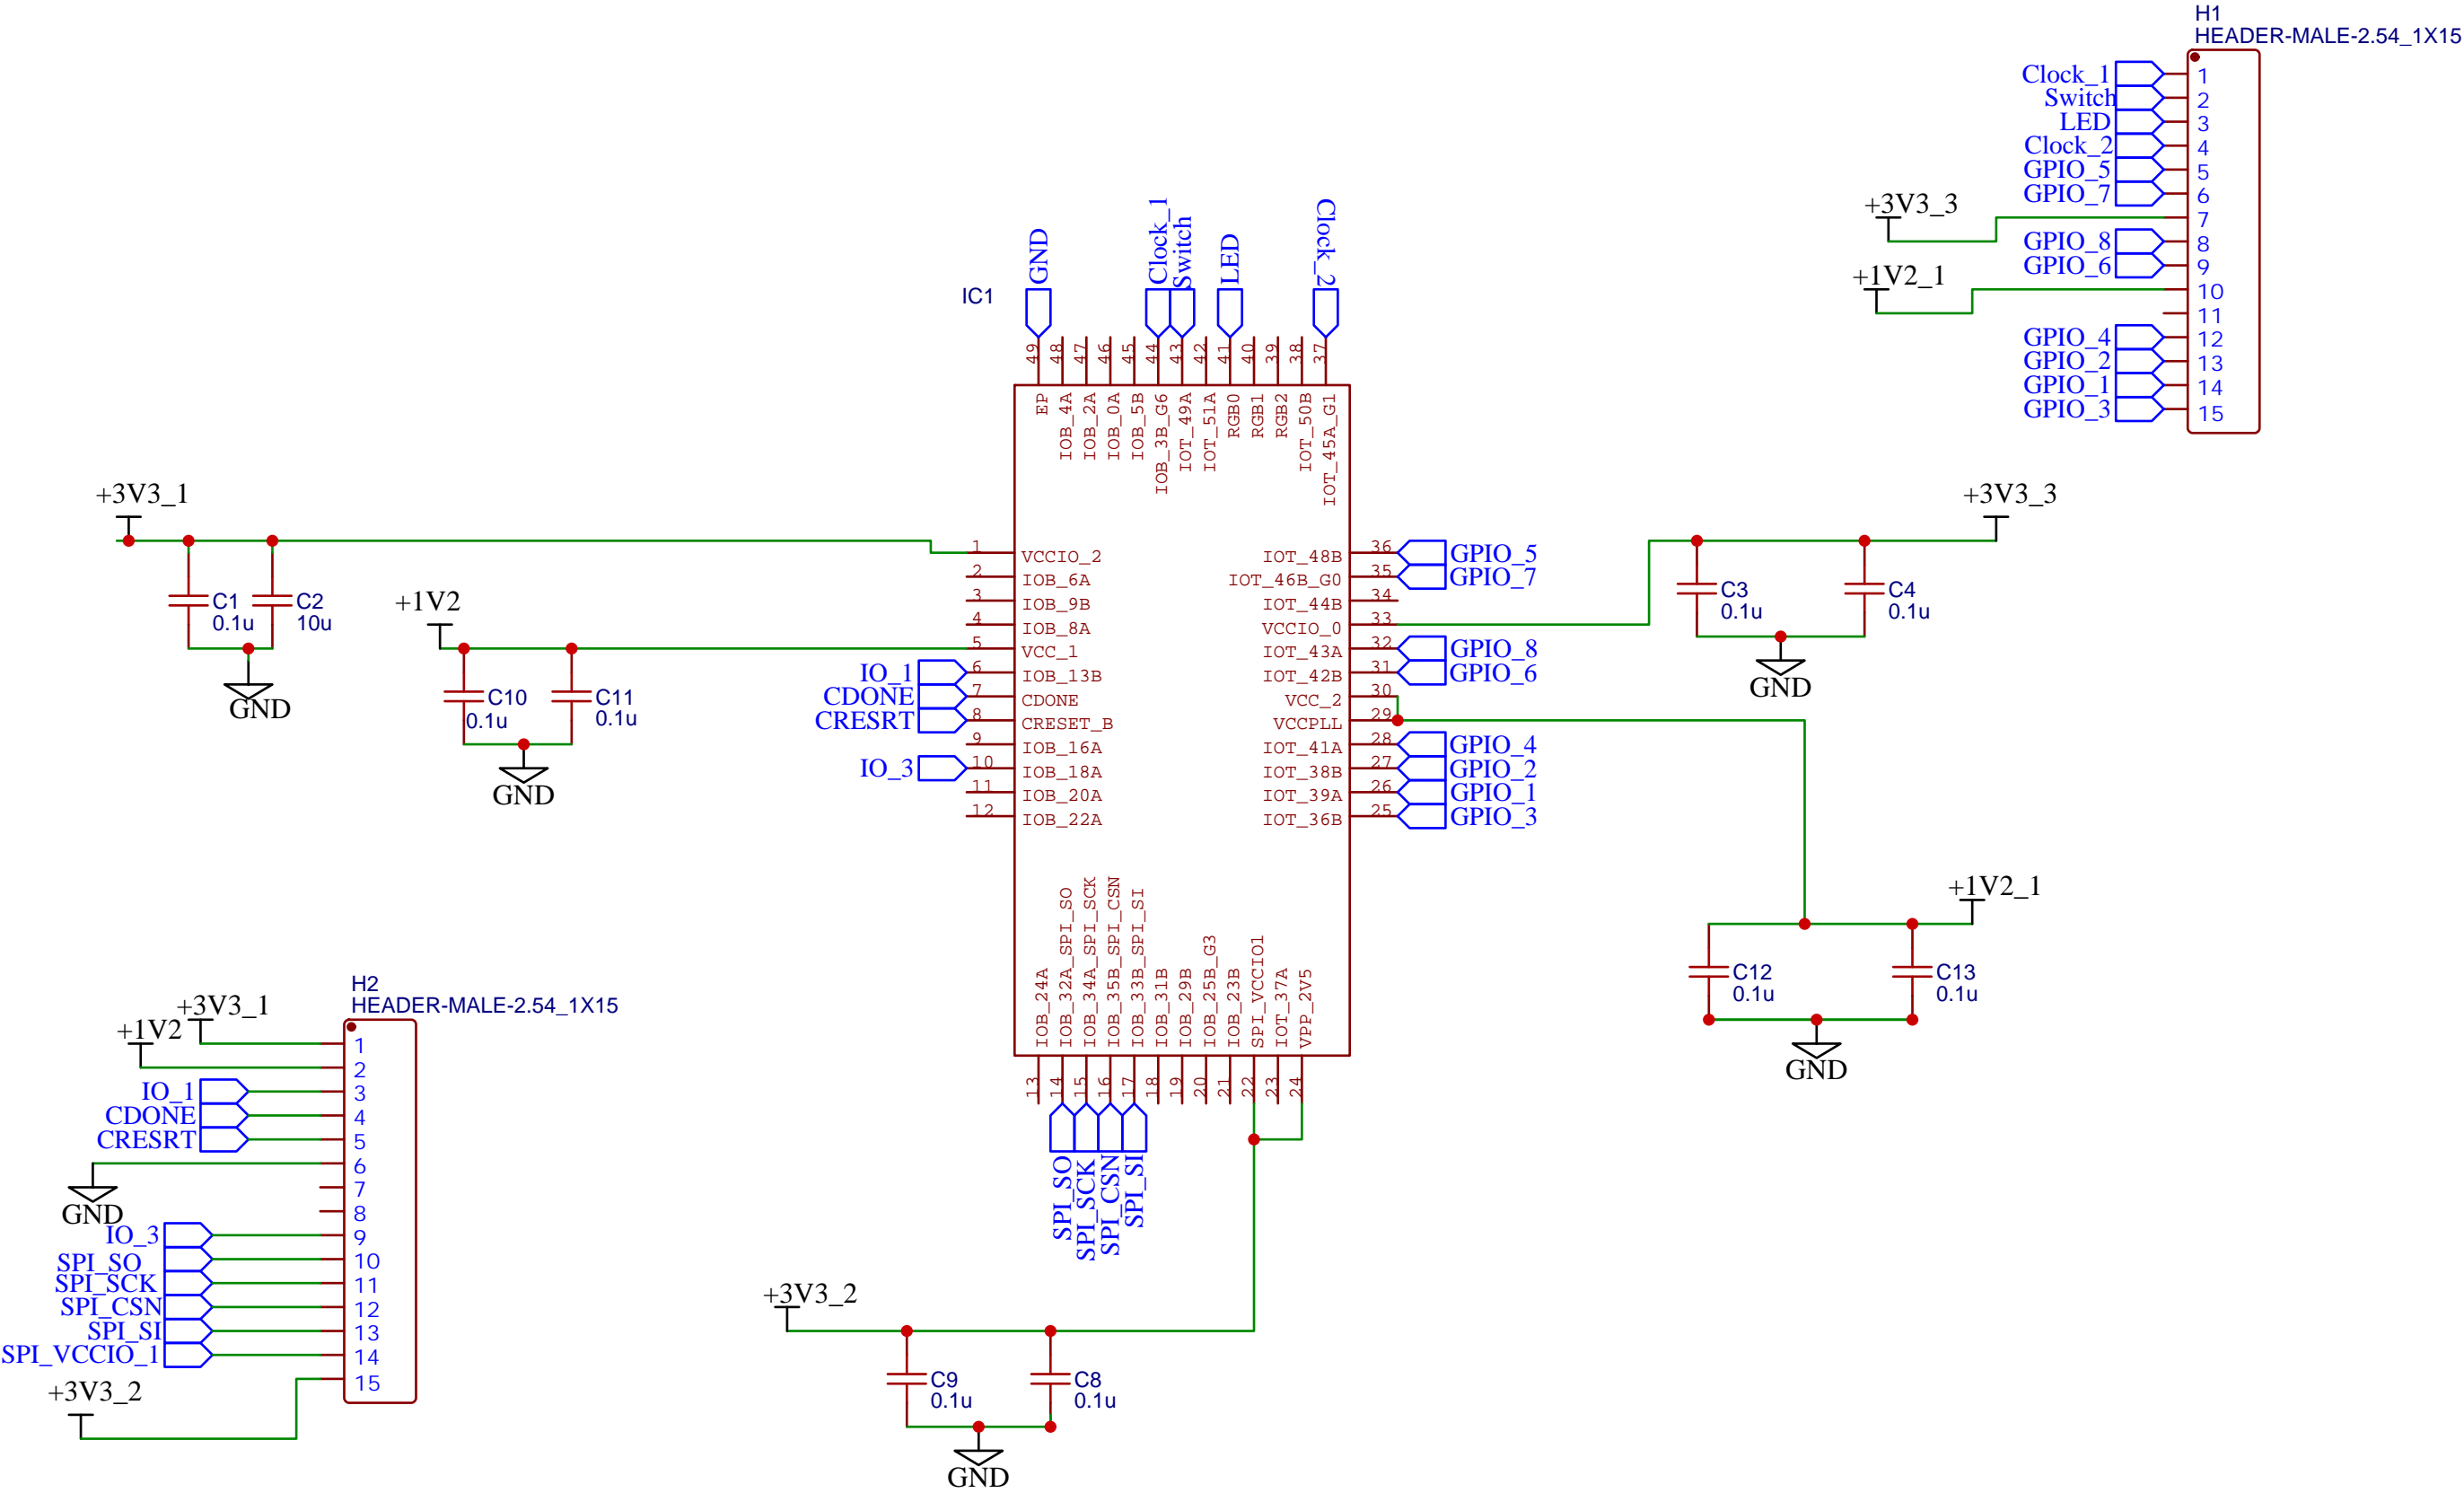 H1
HEADER-MALE-2.54_1X15
Clock_1 1
Switch 2
LED 3
Clock_2 4
GPIO_5 5
GPIO_7 6
+3V3_3 7
GPIO_8 8
GPIO_6 9
+1V2_1 10
11
GPIO_4 12
GPIO_2 13
GPIO_1 14
GPIO_3 15
IC1
GND
Clock_1
Switch
LED
Clock_2
49 EP
48 IOB_4A
47 IOB_2A
46 IOB_0A
45 IOB_5B
44 IOB_3B_G6
43 IOT_49A
42 IOT_51A
41 RGB0
40 RGB1
39 RGB2
38 IOT_50B
37 IOT_45A_G1
+3V3_1
C1
0.1u
C2
10u
GND
+1V2
C10
0.1u
C11
0.1u
GND
1 VCCIO_2
2 IOB_6A
3 IOB_9B
4 IOB_8A
5 VCC_1
IO_1 6 IOB_13B
CDONE 7 CDONE
CRESRT 8 CRESET_B
9 IOB_16A
IO_3 10 IOB_18A
11 IOB_20A
12 IOB_22A
IOT_48B 36 GPIO_5
IOT_46B_G0 35 GPIO_7
IOT_44B 34
VCCIO_0 33
IOT_43A 32 GPIO_8
IOT_42B 31 GPIO_6
VCC_2 30
VCCPLL 29
IOT_41A 28 GPIO_4
IOT_38B 27 GPIO_2
IOT_39A 26 GPIO_1
IOT_36B 25 GPIO_3
+3V3_3
C3
0.1u
C4
0.1u
GND
+1V2_1
C12
0.1u
C13
0.1u
GND
IOB_24A 13
IOB_32A_SPI_SO 14
IOB_34A_SPI_SCK 15
IOB_35B_SPI_CSN 16
IOB_33B_SPI_SI 17
IOB_31B 18
IOB_29B 19
IOB_25B_G3 20
IOB_23B 21
SPI_VCCIO1 22
IOT_37A 23
VPP_2V5 24
SPI_SO
SPI_SCK
SPI_CSN
SPI_SI
H2
HEADER-MALE-2.54_1X15
+3V3_1 1
+1V2 2
IO_1 3
CDONE 4
CRESRT 5
6
GND
7
8
IO_3 9
SPI_SO 10
SPI_SCK 11
SPI_CSN 12
SPI_SI 13
SPI_VCCIO_1 14
+3V3_2 15
+3V3_2
C9
0.1u
C8
0.1u
GND